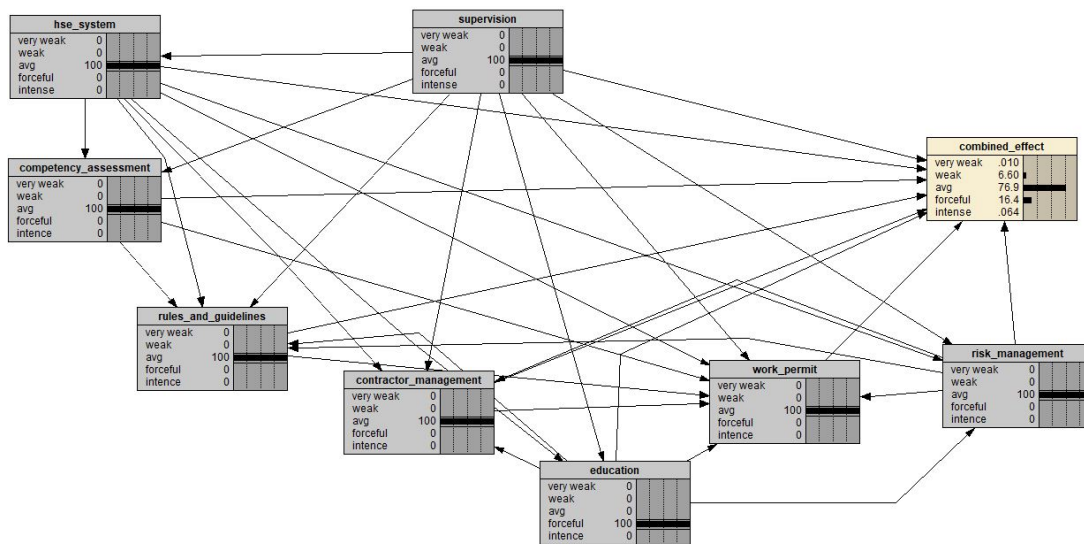 hse_system
very weak 0
weak 0
avg 100
forceful 0
intense 0
supervision
very weak 0
weak 0
avg 100
forceful 0
intense 0
combined_effect
very weak .010
weak 6.60
avg 76.9
forceful 16.4
intense .064
competency_assessment
very weak 0
weak 0
avg 100
forceful 0
intence 0
rules_and_guidelines
very weak 0
weak 0
avg 100
forceful 0
intence 0
contractor_management
very weak 0
weak 0
avg 100
forceful 0
intence 0
work_permit
very weak 0
weak 0
avg 100
forceful 0
intence 0
risk_management
very weak 0
weak 0
avg 100
forceful 0
intence 0
education
very weak 0
weak 0
avg 0
forceful 100
intence 0